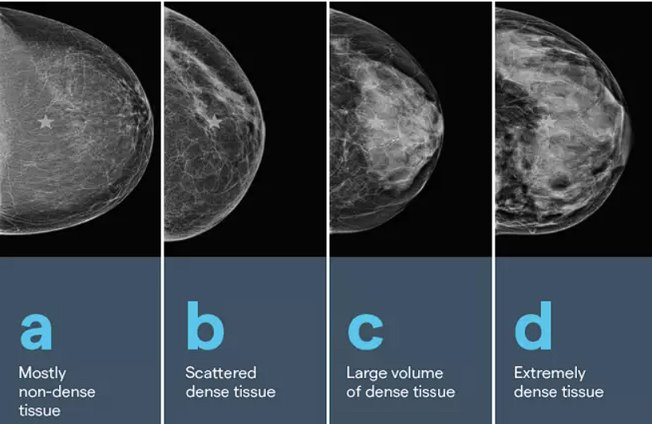 a
Mostly
non-dense
tissue
b
Scattered
dense tissue
c
Large volume
of dense tissue
d
Extremely
dense tissue